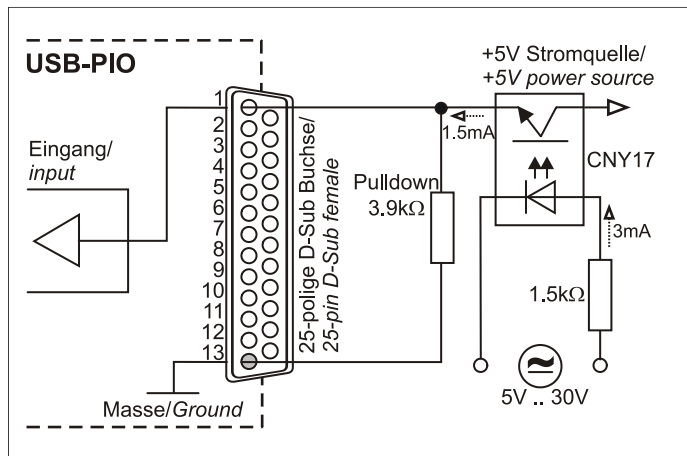 USB-PIO
Eingang/
input
1
2
3
4
5
6
7
8
9
10
11
12
13
Masse/Ground
25-polige D-Sub Buchse/
25-pin D-Sub female
Pulldown
3.9kΩ
1.5mA
+5V Stromquelle/
+5V power source
CNY17
3mA
1.5kΩ
5V .. 30V